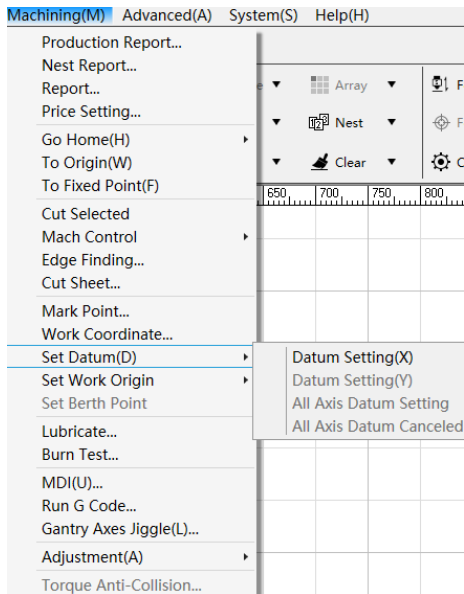 Machining(M) Advanced(A) System(S) Help(H)
Production Report...
Nest Report...
Report...
Price Setting...
Go Home(H)
To Origin(W)
To Fixed Point(F)
Cut Selected
Mach Control
Edge Finding...
Cut Sheet...
Mark Point...
Work Coordinate...
Set Datum(D)
Set Work Origin
Set Berth Point
Lubricate...
Burn Test...
MDI(U)...
Run G Code...
Gantry Axes Jiggle(L)...
Adjustment(A)
Torque Anti-Collision...
Datum Setting(X)
Datum Setting(Y)
All Axis Datum Setting
All Axis Datum Canceled
e Array F
Nest F
Clear C
650 700 750 800